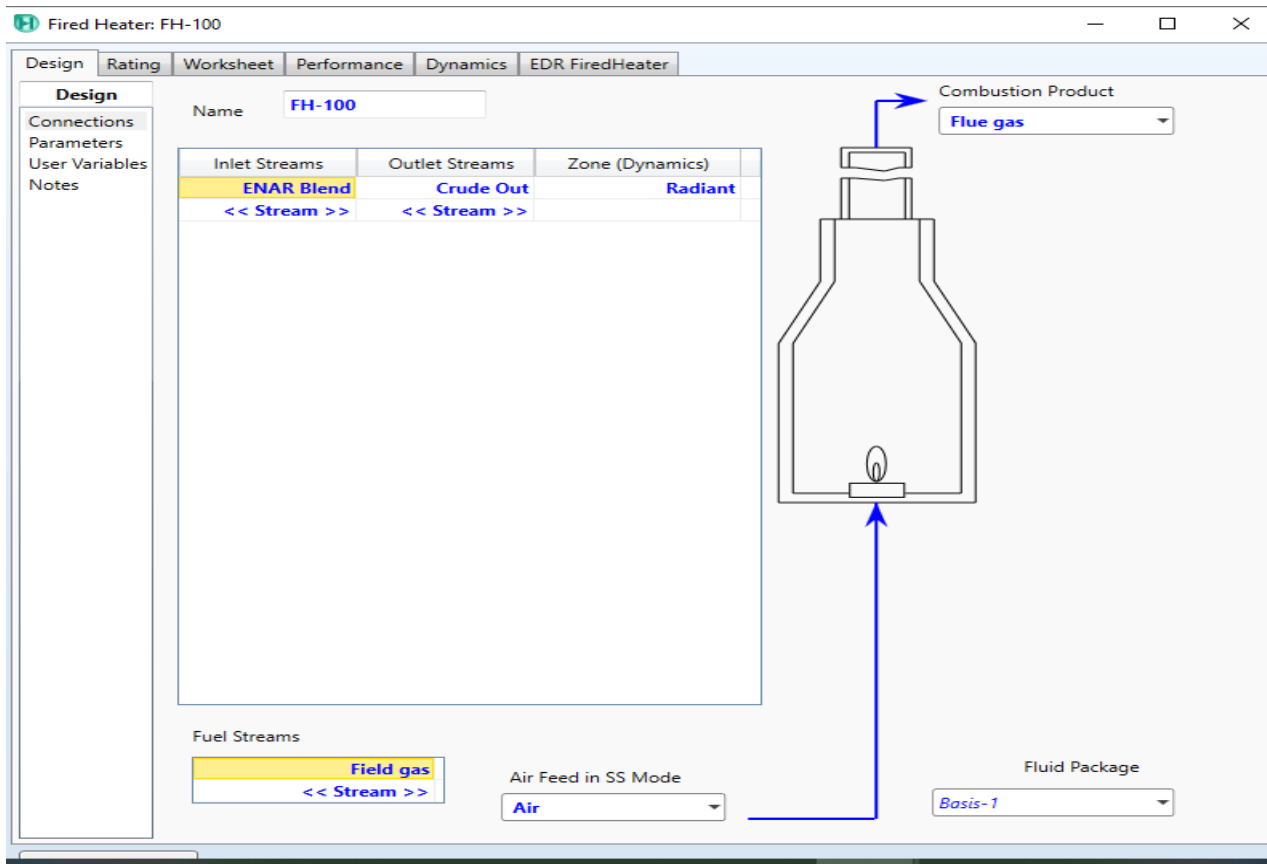 Fired Heater: FH-100
Design Rating Worksheet Performance Dynamics EDR FiredHeater
Design
Connections
Parameters
User Variables
Notes
Name FH-100
Combustion Product
Flue gas
Inlet Streams Outlet Streams Zone (Dynamics)
ENAR Blend Crude Out Radiant
<< Stream >> << Stream >>
Fuel Streams
Field gas
<< Stream >>
Air Feed in SS Mode
Air
Fluid Package
Basis-1